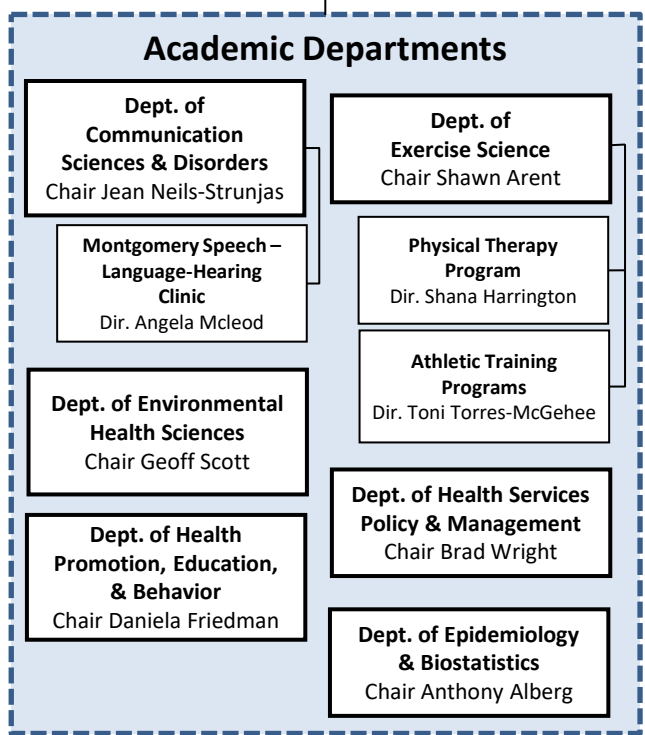 Academic Departments
Dept. of
Communication
Sciences & Disorders
Chair Jean Neils-Strunjas
Montgomery Speech –
Language-Hearing
Clinic
Dir. Angela Mcleod
Dept. of Environmental
Health Sciences
Chair Geoff Scott
Dept. of Health
Promotion, Education,
& Behavior
Chair Daniela Friedman
Dept. of
Exercise Science
Chair Shawn Arent
Physical Therapy
Program
Dir. Shana Harrington
Athletic Training
Programs
Dir. Toni Torres-McGehee
Dept. of Health Services
Policy & Management
Chair Brad Wright
Dept. of Epidemiology
& Biostatistics
Chair Anthony Alberg